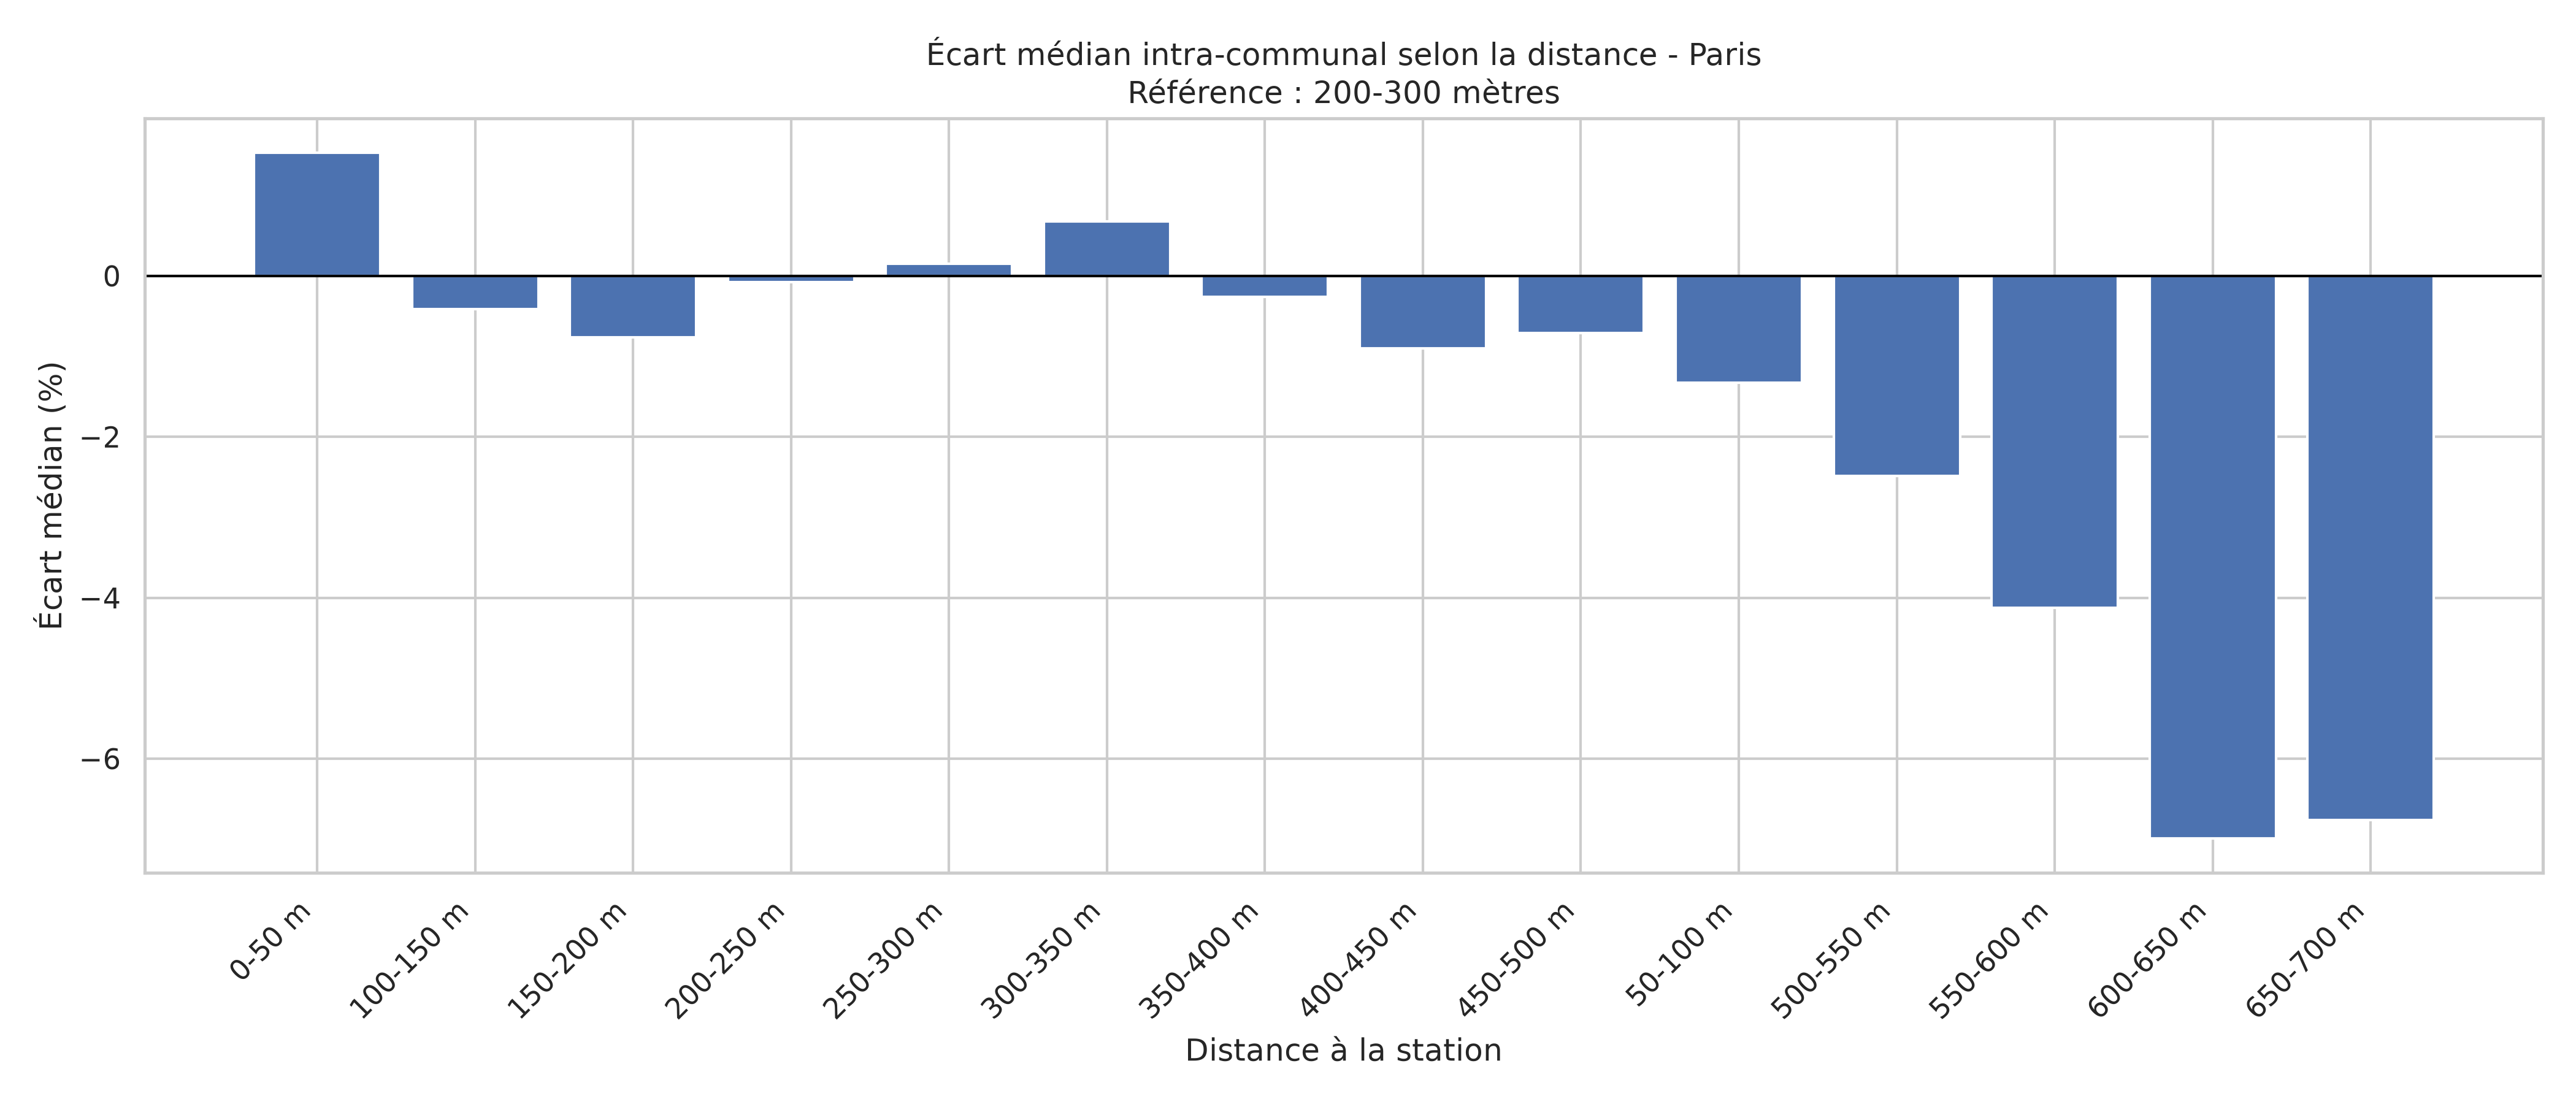 Écart médian intra-communal selon la distance - Paris
Référence : 200-300 mètres
Écart médian (%)
0
−2
−4
−6
0-50 m
100-150 m
150-200 m
200-250 m
250-300 m
300-350 m
350-400 m
400-450 m
450-500 m
50-100 m
500-550 m
550-600 m
600-650 m
650-700 m
Distance à la station